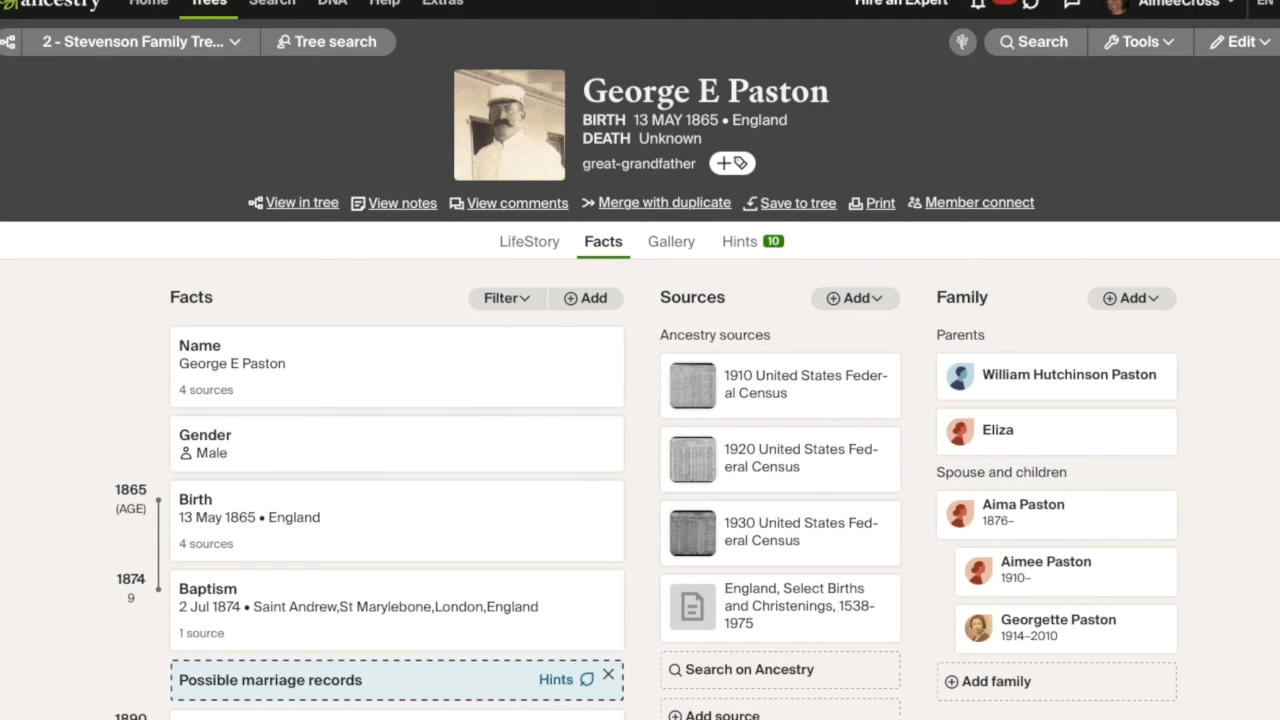 ancestry Home Trees Search DNA Help Extras Hire an Expert AimeeCross EN
2 - Stevenson Family Tre... Tree search Search Tools Edit
George E Paston
BIRTH 13 MAY 1865 • England
DEATH Unknown
great-grandfather
View in tree View notes View comments Merge with duplicate Save to tree Print Member connect
LifeStory Facts Gallery Hints 10
Facts Filter Add
Name
George E Paston
4 sources
Gender
Male
1865
(AGE)
Birth
13 May 1865 • England
4 sources
1874
9
Baptism
2 Jul 1874 • Saint Andrew,St Marylebone,London,England
1 source
Possible marriage records Hints
1890
Sources Add
Ancestry sources
1910 United States Feder-
al Census
1920 United States Fed-
eral Census
1930 United States Fed-
eral Census
England, Select Births
and Christenings, 1538-
1975
Search on Ancestry
Add source
Family Add
Parents
William Hutchinson Paston
Eliza
Spouse and children
Aima Paston
1876–
Aimee Paston
1910–
Georgette Paston
1914–2010
Add family